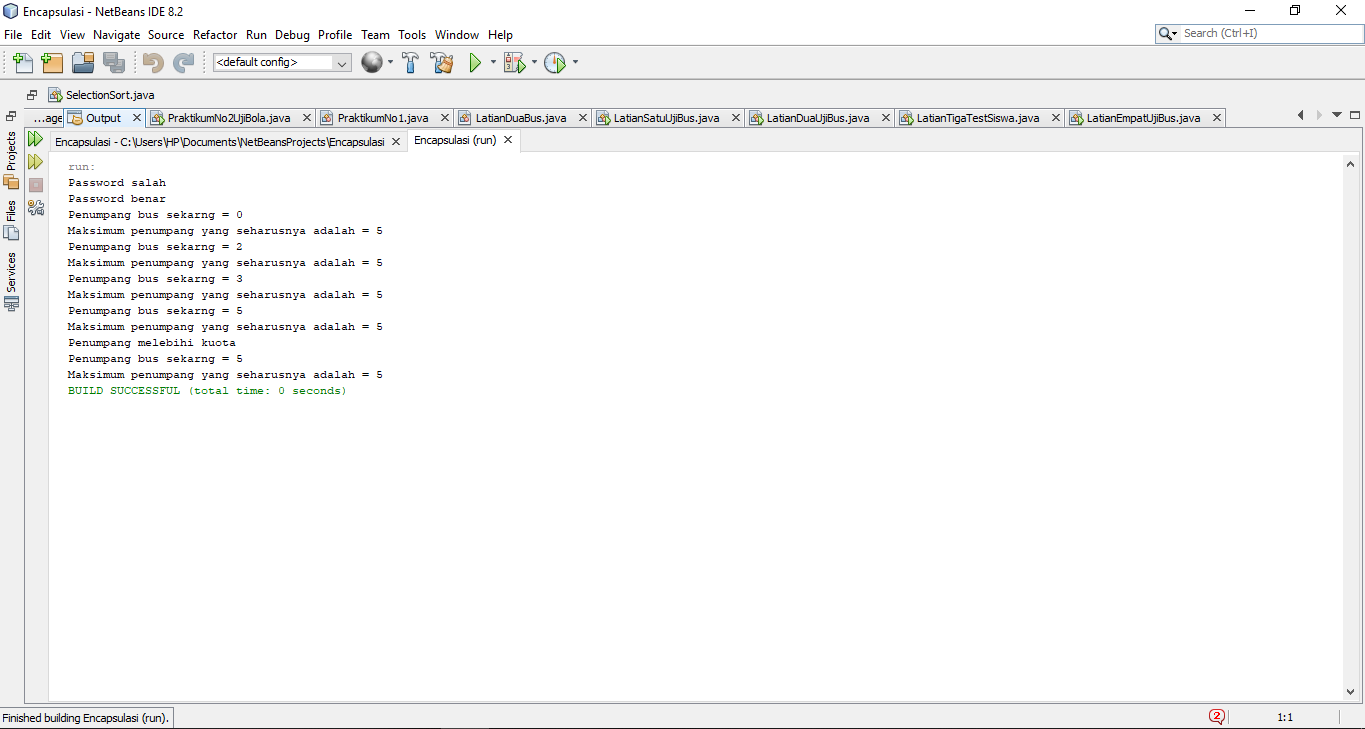 Encapsulasi - NetBeans IDE 8.2
File Edit View Navigate Source Refactor Run Debug Profile Team Tools Window Help
Search (Ctrl+I)
<default config>
SelectionSort.java
...age Output PraktikumNo2UjiBola.java PraktikumNo1.java LatianDuaBus.java LatianSatuUjiBus.java LatianDuaUjiBus.java LatianTigaTestSiswa.java LatianEmpatUjiBus.java
Projects
Files
Services
Encapsulasi - C:\Users\HP\Documents\NetBeansProjects\Encapsulasi Encapsulasi (run)
run:
Password salah
Password benar
Penumpang bus sekarng = 0
Maksimum penumpang yang seharusnya adalah = 5
Penumpang bus sekarng = 2
Maksimum penumpang yang seharusnya adalah = 5
Penumpang bus sekarng = 3
Maksimum penumpang yang seharusnya adalah = 5
Penumpang bus sekarng = 5
Maksimum penumpang yang seharusnya adalah = 5
Penumpang melebihi kuota
Penumpang bus sekarng = 5
Maksimum penumpang yang seharusnya adalah = 5
BUILD SUCCESSFUL (total time: 0 seconds)
Finished building Encapsulasi (run).
2
1:1